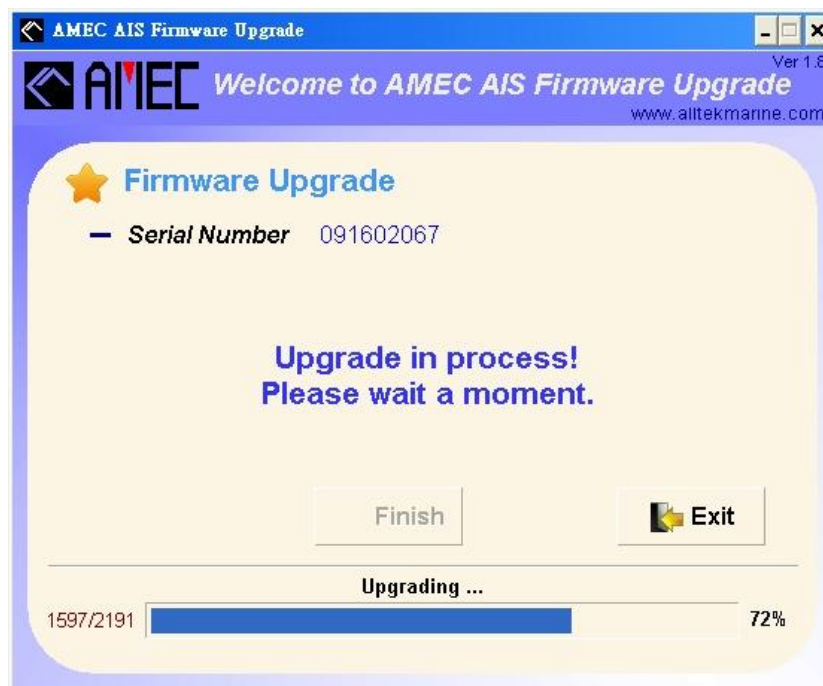 AMEC AIS Firmware Upgrade
Ver 1.8
AMEC Welcome to AMEC AIS Firmware Upgrade
www.alltekmarine.com
Firmware Upgrade
Serial Number 091602067
Upgrade in process!
Please wait a moment.
Finish Exit
Upgrading ...
1597/2191 72%